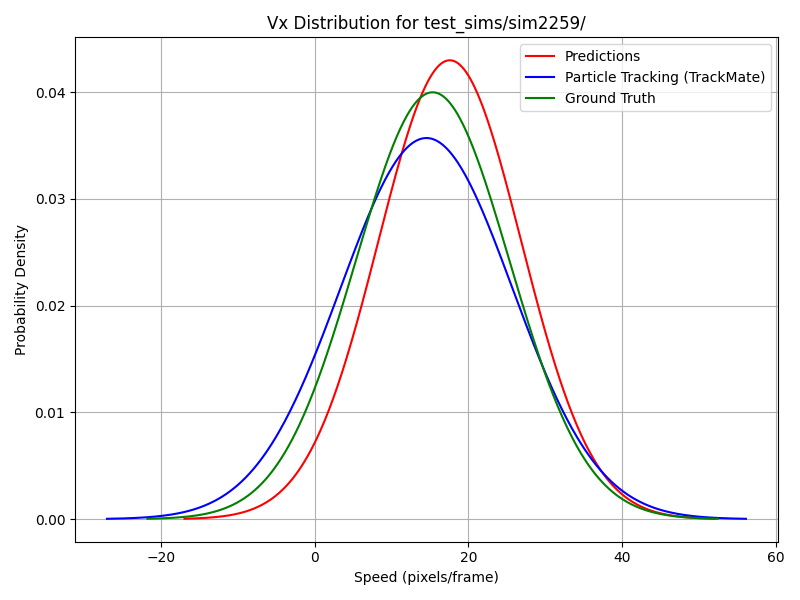 Vx Distribution for test_sims/sim2259/
Predictions
Particle Tracking (TrackMate)
Ground Truth
Probability Density
0.04
0.03
0.02
0.01
0.00
−20
0
20
40
60
Speed (pixels/frame)